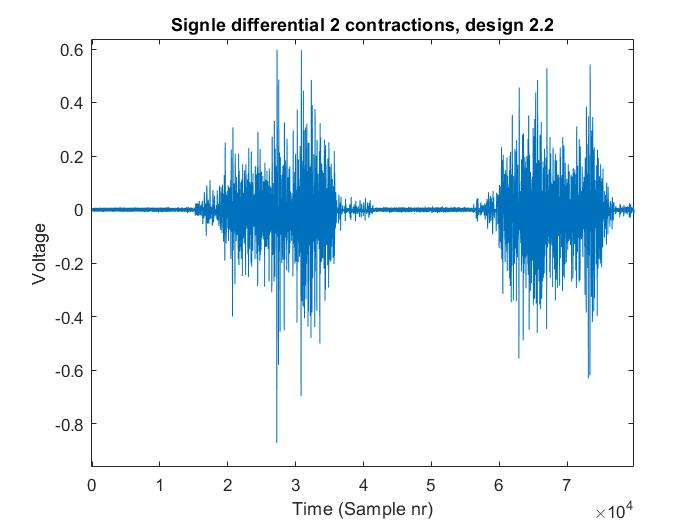 Signle differential 2 contractions, design 2.2
0.6
0.4
0.2
0
-0.2
-0.4
-0.6
-0.8
Voltage
0 1 2 3 4 5 6 7
Time (Sample nr)
×10⁴